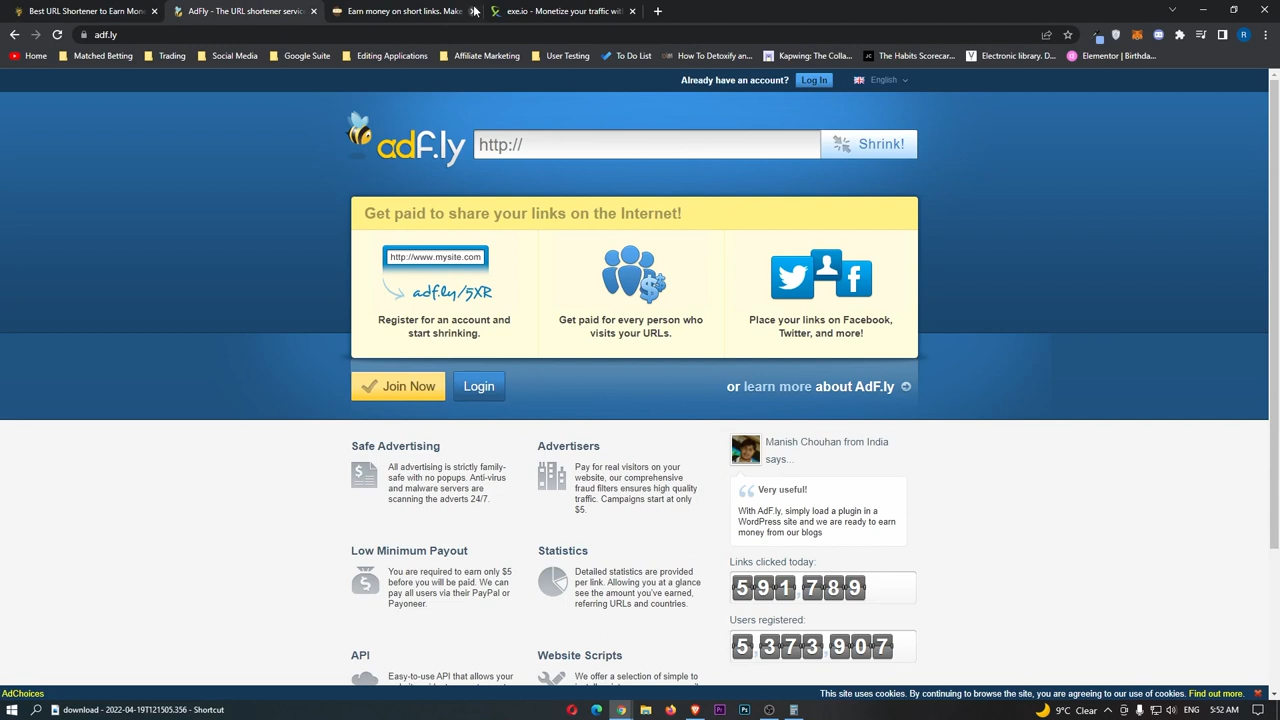 Best URL Shortener to Earn Mon
AdFly - The URL shortener servic
Earn money on short links. Make
exe.io - Monetize your traffic wit
adf.ly
Home
Matched Betting
Trading
Social Media
Google Suite
Editing Applications
Affiliate Marketing
User Testing
To Do List
How To Detoxify an...
Kapwing: The Colla...
The Habits Scorecar...
Electronic library. D...
Elementor | Birthda...
Already have an account?
Log In
English
adf.ly
http://
Shrink!
Get paid to share your links on the Internet!
http://www.mysite.com
adf.ly/5XR
Register for an account and
start shrinking.
Get paid for every person who
visits your URLs.
Place your links on Facebook,
Twitter, and more!
Join Now
Login
or learn more about AdF.ly
Safe Advertising
All advertising is strictly family-
safe with no popups. Anti-virus
and malware servers are
scanning the adverts 24/7.
Advertisers
Pay for real visitors on your
website, our comprehensive
fraud filters ensures high quality
traffic. Campaigns start at only
$5.
Manish Chouhan from India
says...
Very useful!
With AdF.ly, simply load a plugin in a
WordPress site and we are ready to earn
money from our blogs
Low Minimum Payout
You are required to earn only $5
before you will be paid. We can
pay all users via their PayPal or
Payoneer.
Statistics
Detailed statistics are provided
per link. Allowing you at a glance
see the amount you've earned,
referring URLs and countries.
Links clicked today:
591,789
Users registered:
5,373,907
API
Easy-to-use API that allows your
Website Scripts
We offer a selection of simple to
AdChoices
This site uses cookies. By continuing to browse the site, you are agreeing to our use of cookies. Find out more.
download - 2022-04-19T121505.356 - Shortcut
9°C Clear
5:52 AM